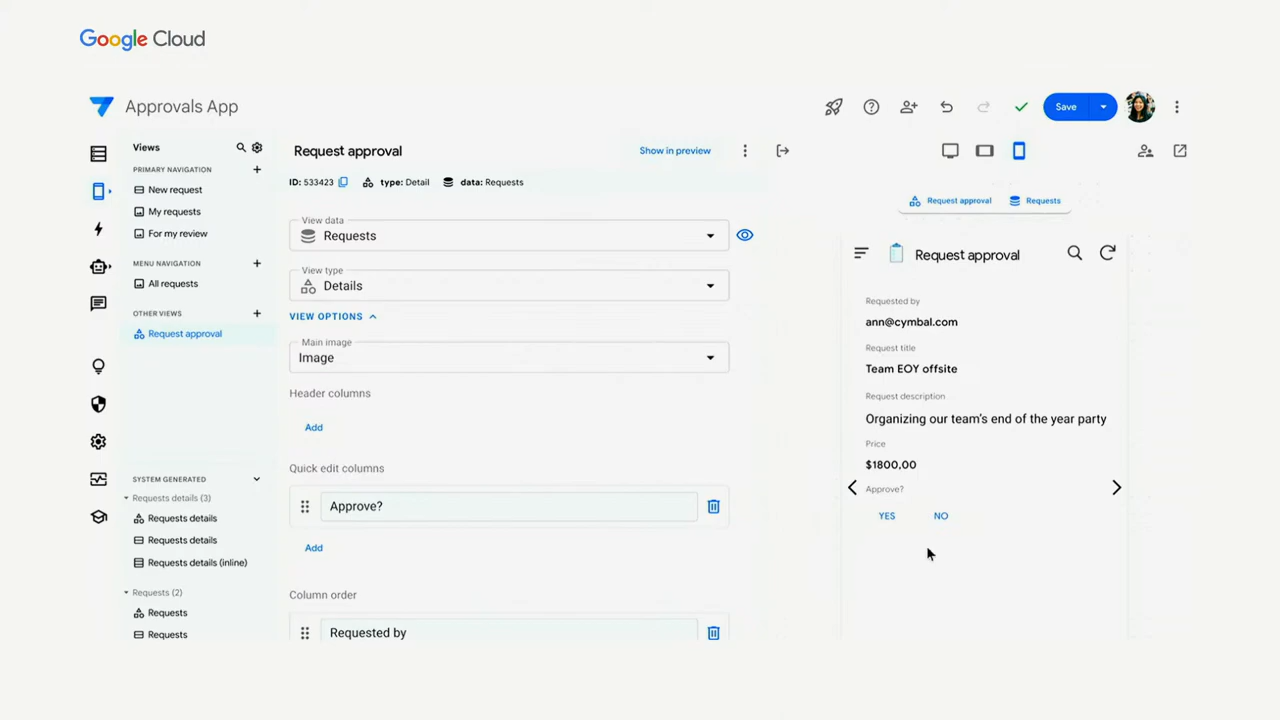 Google Cloud
Approvals App
Save
Views
PRIMARY NAVIGATION
New request
My requests
For my review
MENU NAVIGATION
All requests
OTHER VIEWS
Request approval
SYSTEM GENERATED
Requests details (3)
Requests details
Requests details
Requests details (inline)
Requests (2)
Requests
Requests
Request approval
Show in preview
ID: 533423 type: Detail data: Requests
View data
Requests
View type
Details
VIEW OPTIONS
Main image
Image
Header columns
Add
Quick edit columns
Approve?
Add
Column order
Requested by
Request approval Requests
Request approval
Requested by
ann@cymbal.com
Request title
Team EOY offsite
Request description
Organizing our team's end of the year party
Price
$1800,00
Approve?
YES NO